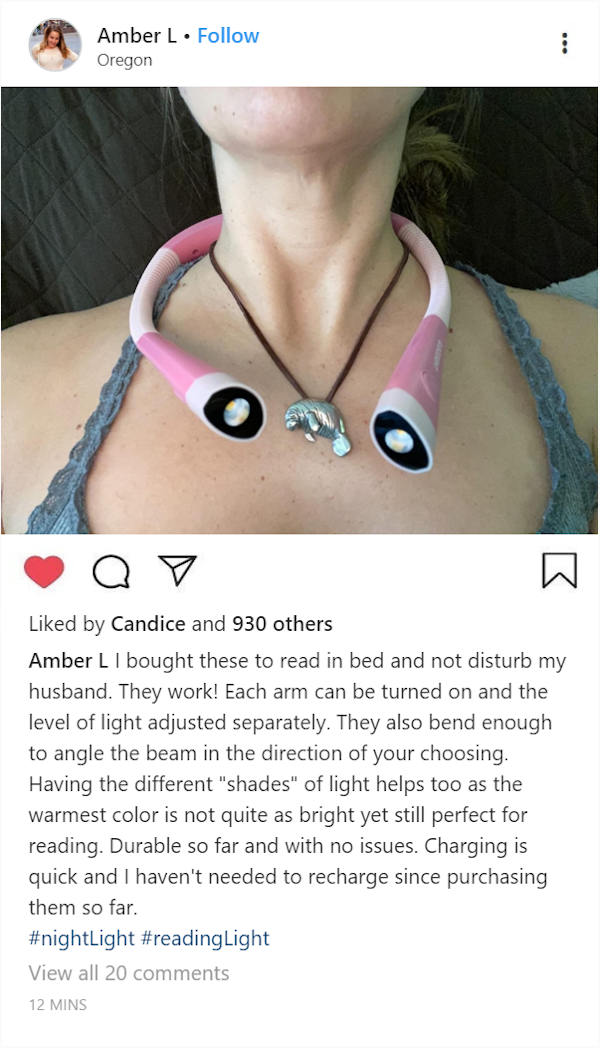 Amber L • Follow
Oregon
Liked by Candice and 930 others
Amber L I bought these to read in bed and not disturb my
husband. They work! Each arm can be turned on and the
level of light adjusted separately. They also bend enough
to angle the beam in the direction of your choosing.
Having the different "shades" of light helps too as the
warmest color is not quite as bright yet still perfect for
reading. Durable so far and with no issues. Charging is
quick and I haven't needed to recharge since purchasing
them so far.
#nightLight #readingLight
View all 20 comments
12 MINS